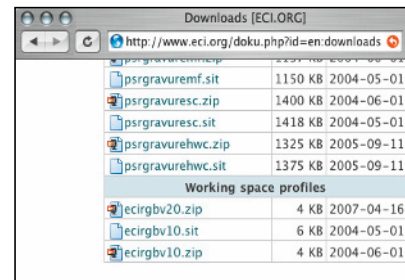 Downloads [ECI.ORG]
http://www.eci.org/doku.php?id=en:downloads
psrgravuremf.sit 1150 KB 2004-05-01
psrgravuresc.zip 1400 KB 2004-06-01
psrgravuresc.sit 1418 KB 2004-05-01
psrgravurehwc.zip 1325 KB 2005-09-11
psrgravurehwc.sit 1375 KB 2005-09-11
Working space profiles
ecirgbv20.zip 4 KB 2007-04-16
ecirgbv10.sit 6 KB 2004-05-01
ecirgbv10.zip 4 KB 2004-06-01